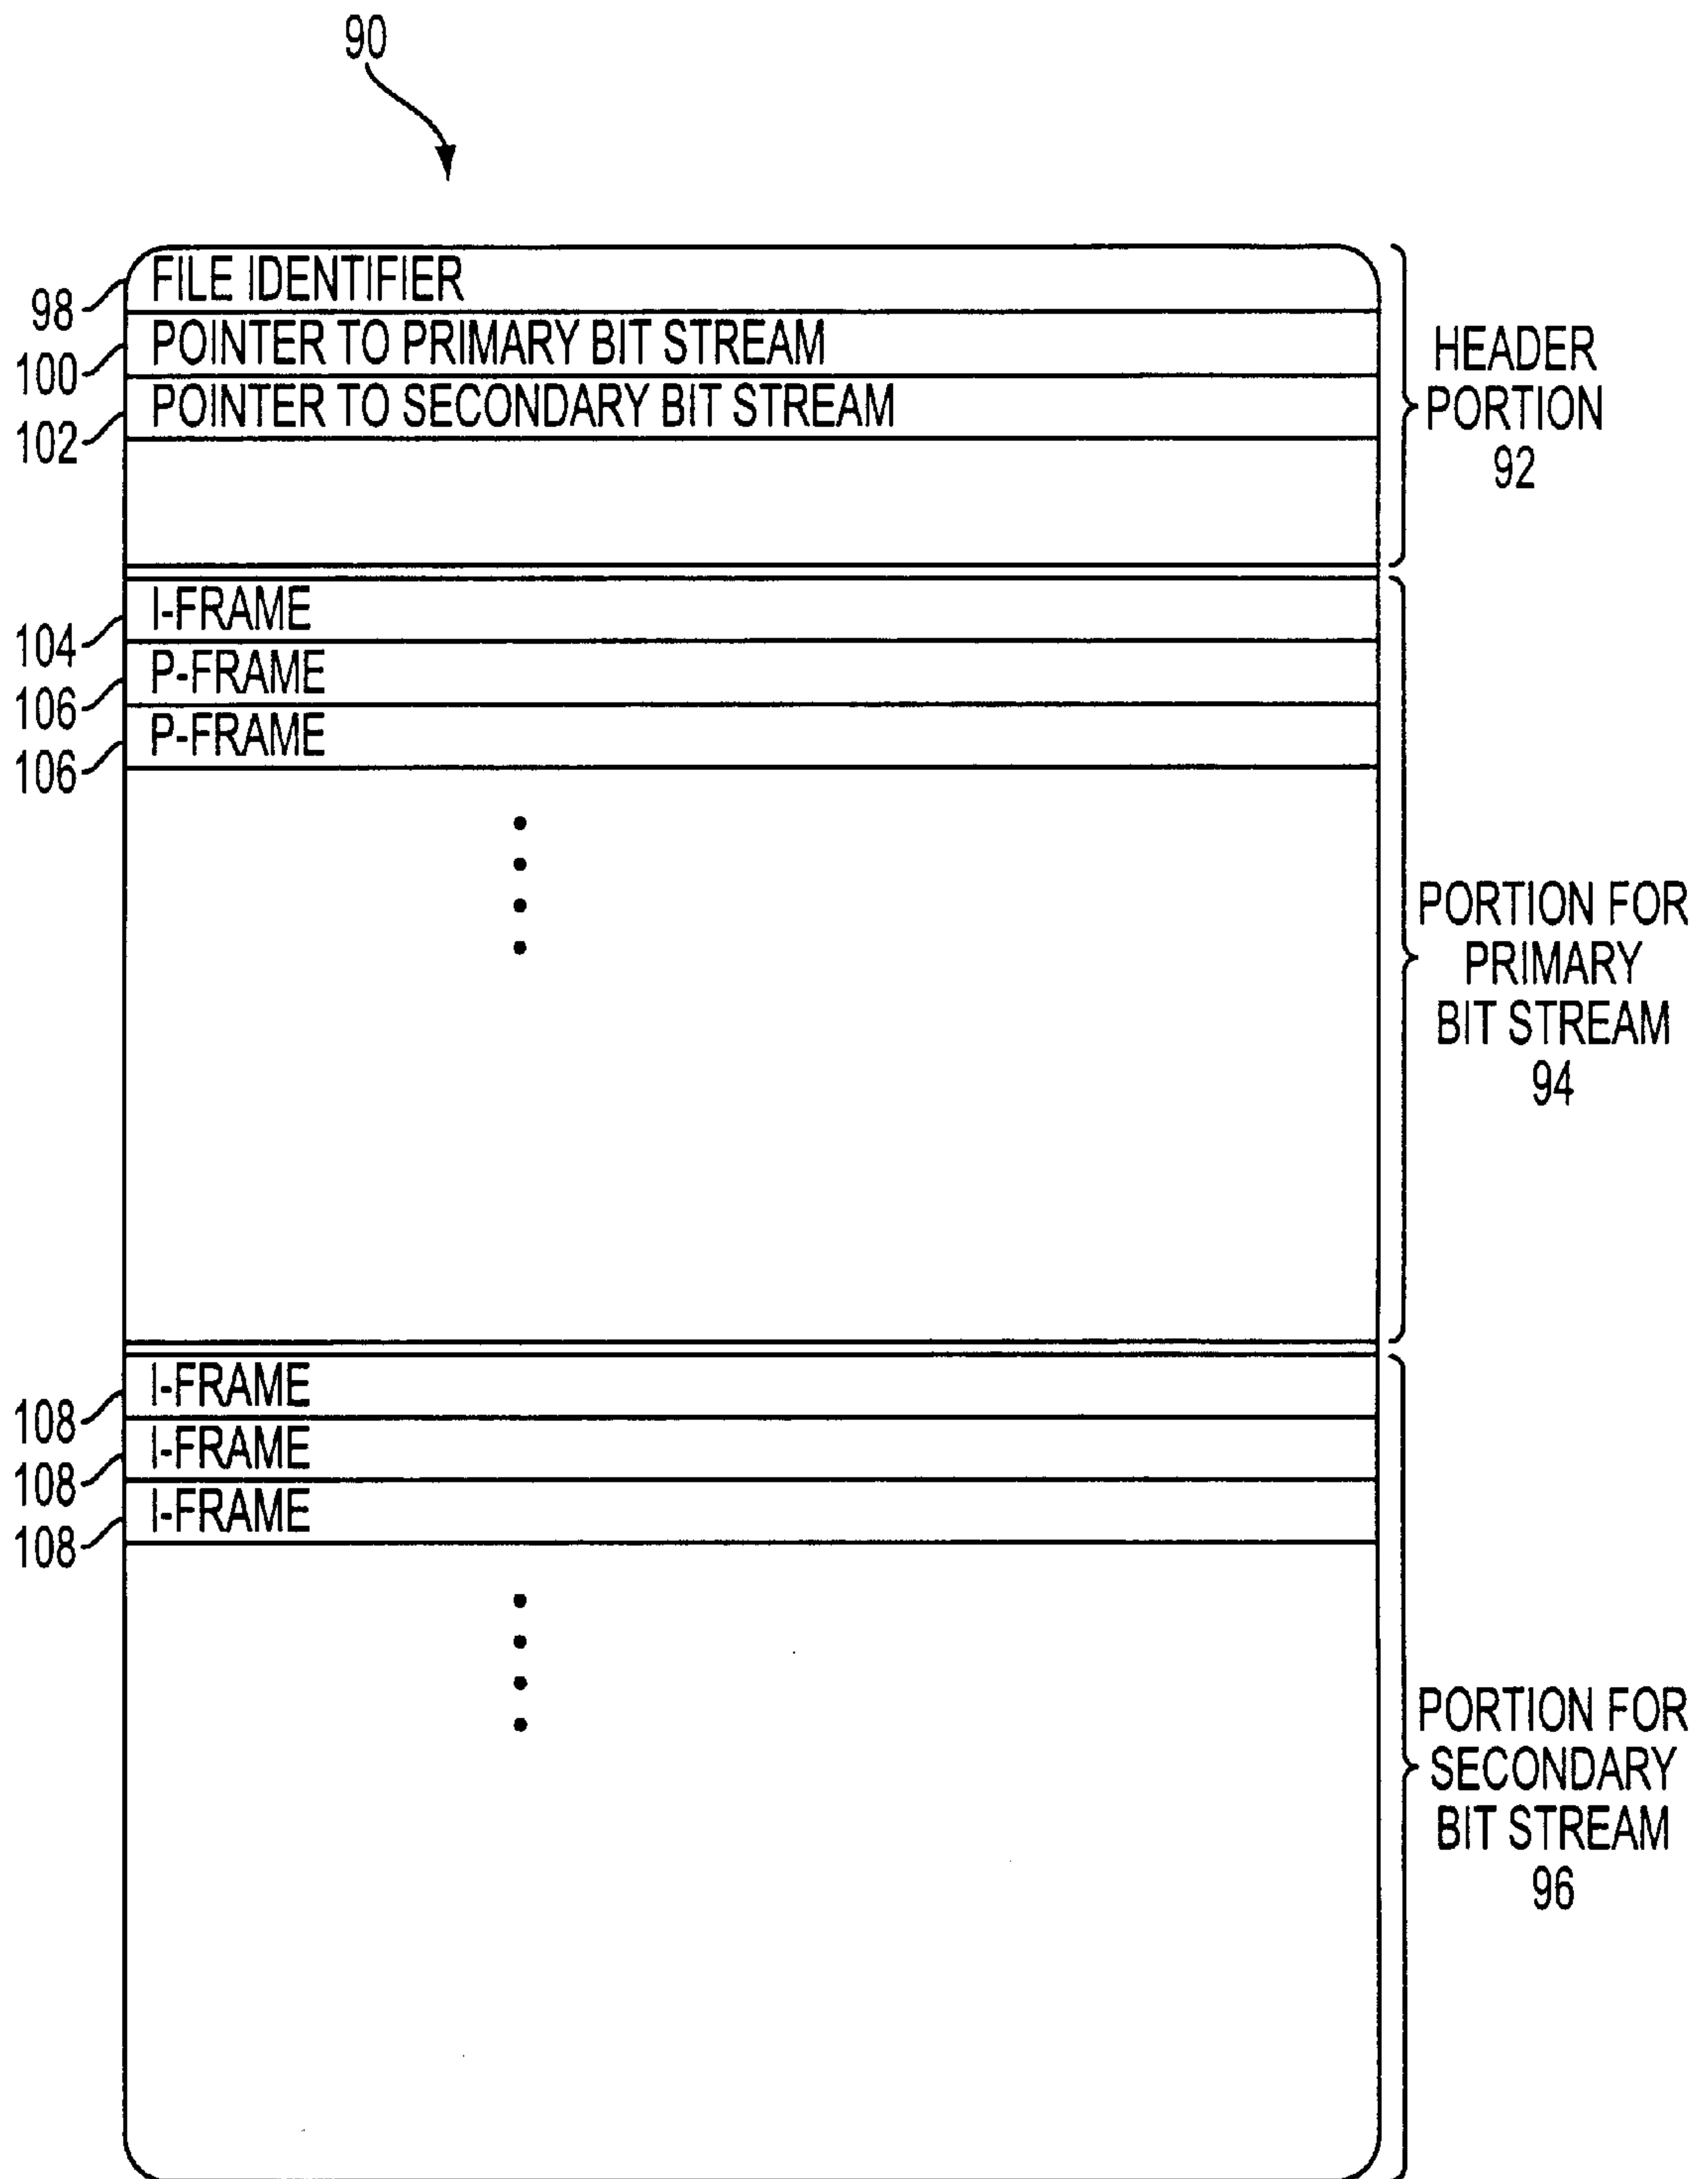 90
98 FILE IDENTIFIER
100 POINTER TO PRIMARY BIT STREAM
102 POINTER TO SECONDARY BIT STREAM
HEADER
PORTION
92
104 I-FRAME
106 P-FRAME
106 P-FRAME
PORTION FOR
PRIMARY
BIT STREAM
94
108 I-FRAME
108 I-FRAME
108 I-FRAME
PORTION FOR
SECONDARY
BIT STREAM
96